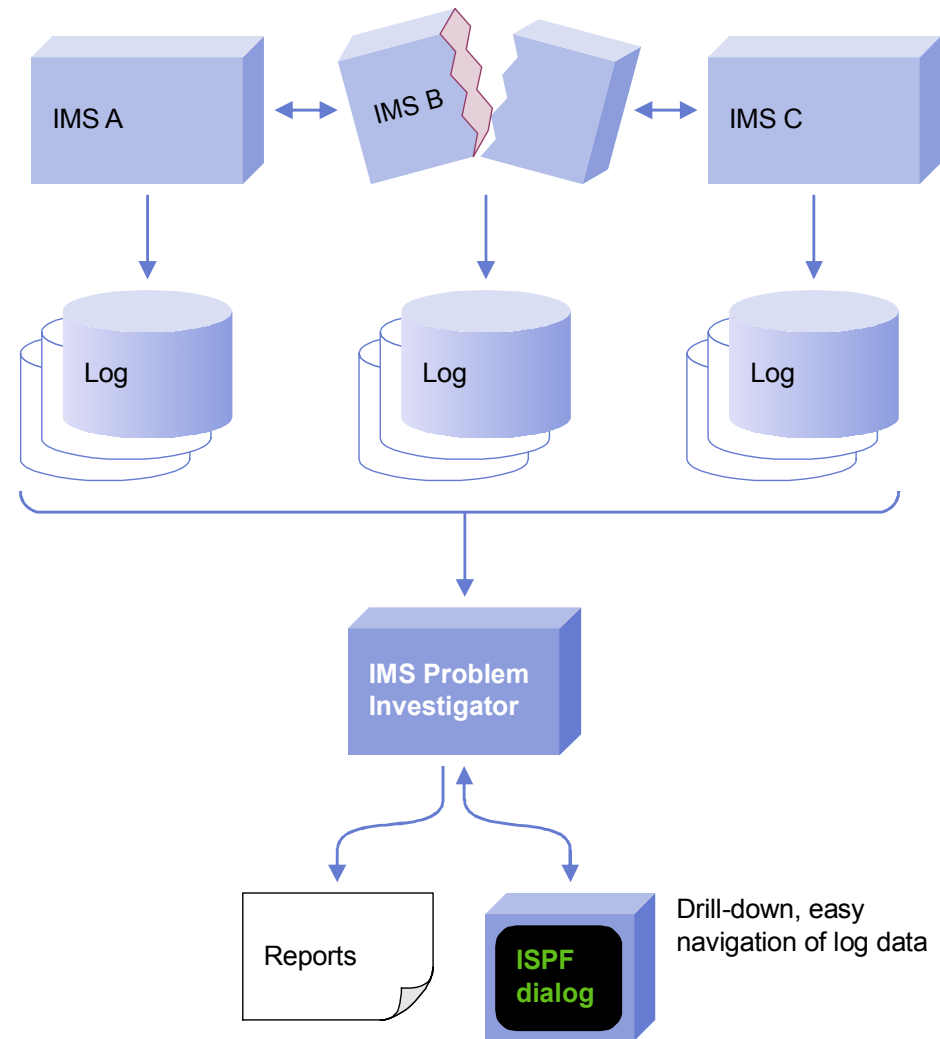 IMS A
IMS B
IMS C
Log
Log
Log
IMS Problem
Investigator
Reports
ISPF
dialog
Drill-down, easy
navigation of log data